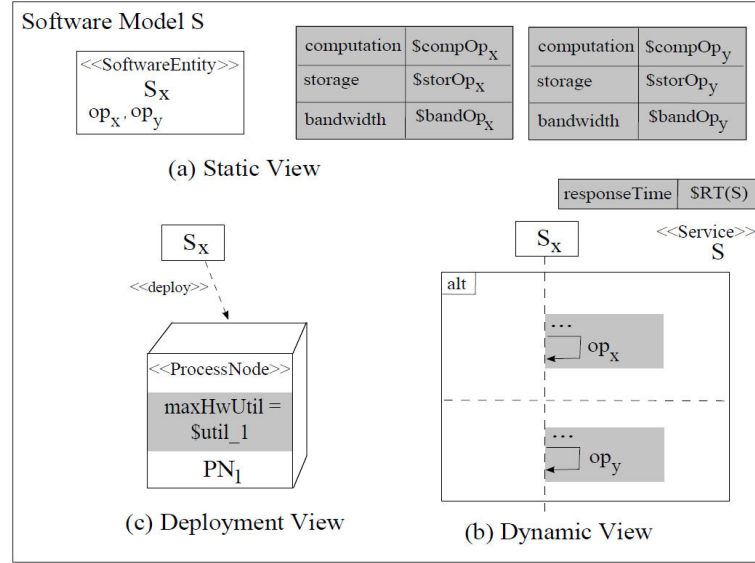 Software Model S
<<SoftwareEntity>>
Sx
opx, opy
computation $compOpx
storage $storOpx
bandwidth $bandOpx
computation $compOpy
storage $storOpy
bandwidth $bandOpy
(a) Static View
responseTime $RT(S)
Sx
<<deploy>>
<<ProcessNode>>
maxHwUtil =
$util_1
PN1
(c) Deployment View
Sx
<<Service>>
S
alt
...
opx
...
opy
(b) Dynamic View